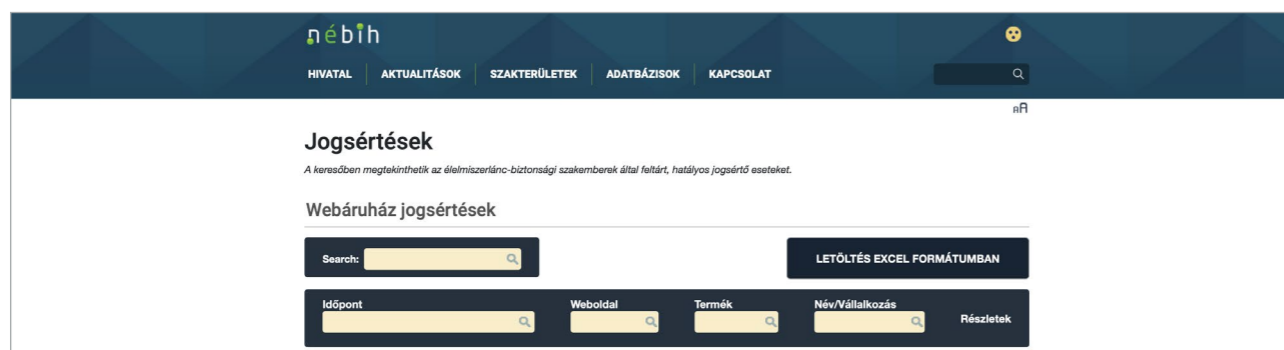 nébih
HIVATAL AKTUALITÁSOK SZAKTERÜLETEK ADATBÁZISOK KAPCSOLAT
AA
Jogsértések
A keresőben megtekinthetik az élelmiszerlánc-biztonsági szakemberek által feltárt, hatályos jogsértő eseteket.
Webáruház jogsértések
Search: LETÖLTÉS EXCEL FORMÁTUMBAN
Időpont Weboldal Termék Név/Vállalkozás Részletek